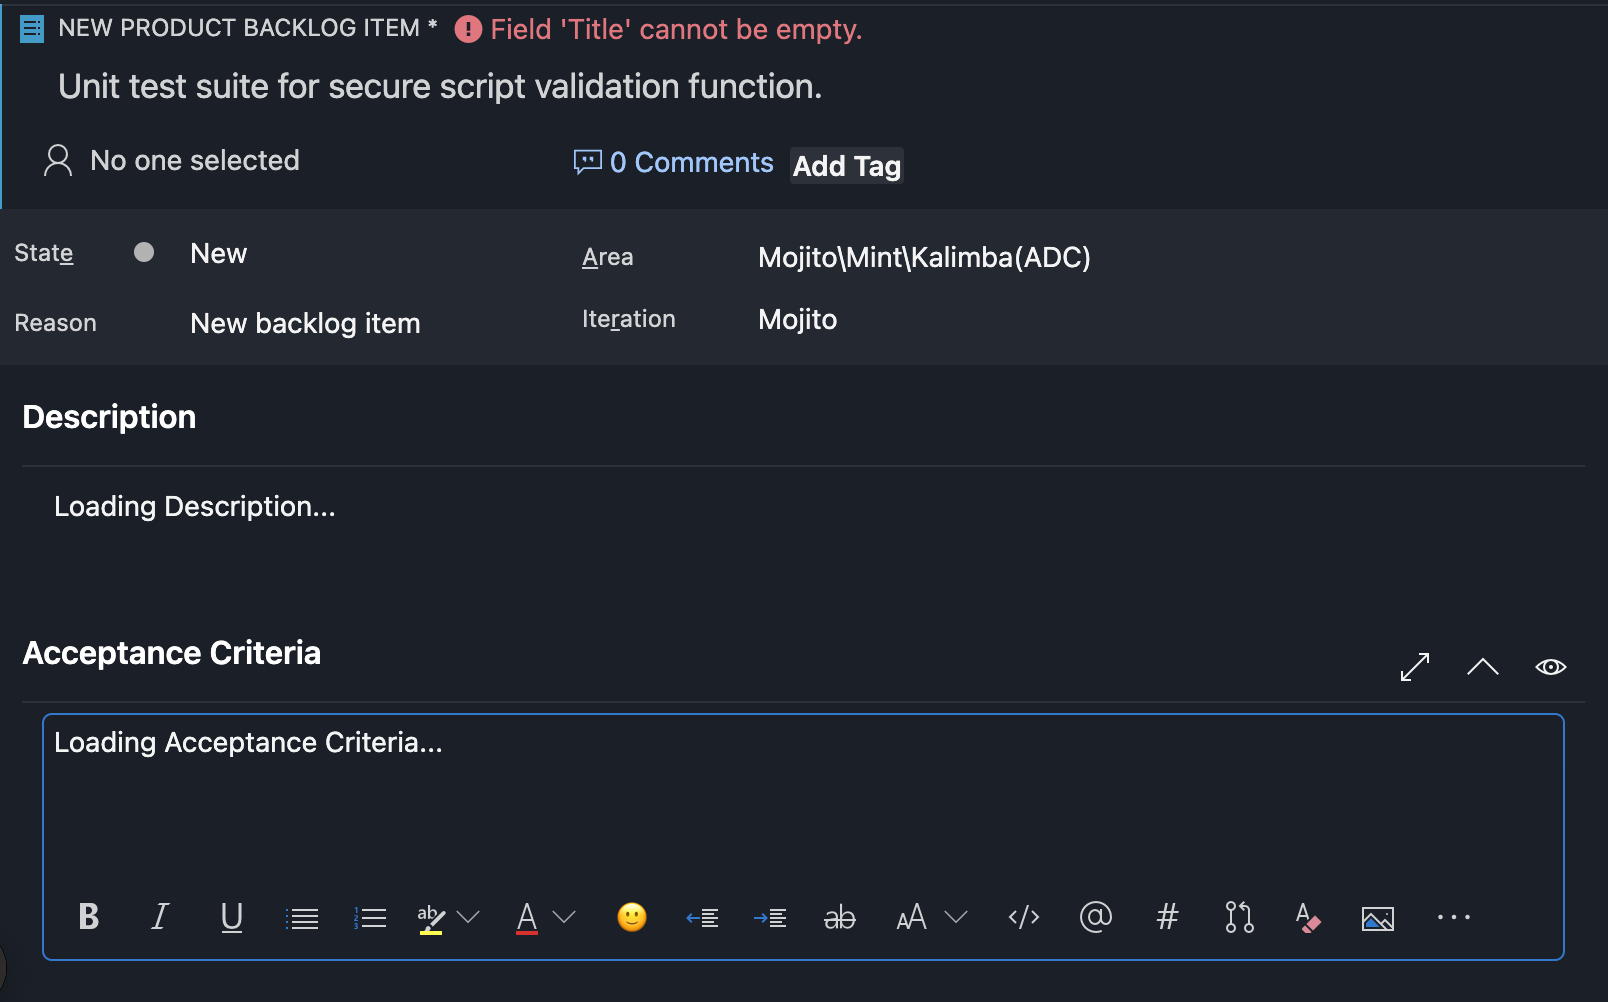 NEW PRODUCT BACKLOG ITEM * Field 'Title' cannot be empty.
Unit test suite for secure script validation function.
No one selected
0 Comments Add Tag
State New
Area Mojito\Mint\Kalimba(ADC)
Reason New backlog item
Iteration Mojito
Description
Loading Description...
Acceptance Criteria
Loading Acceptance Criteria...